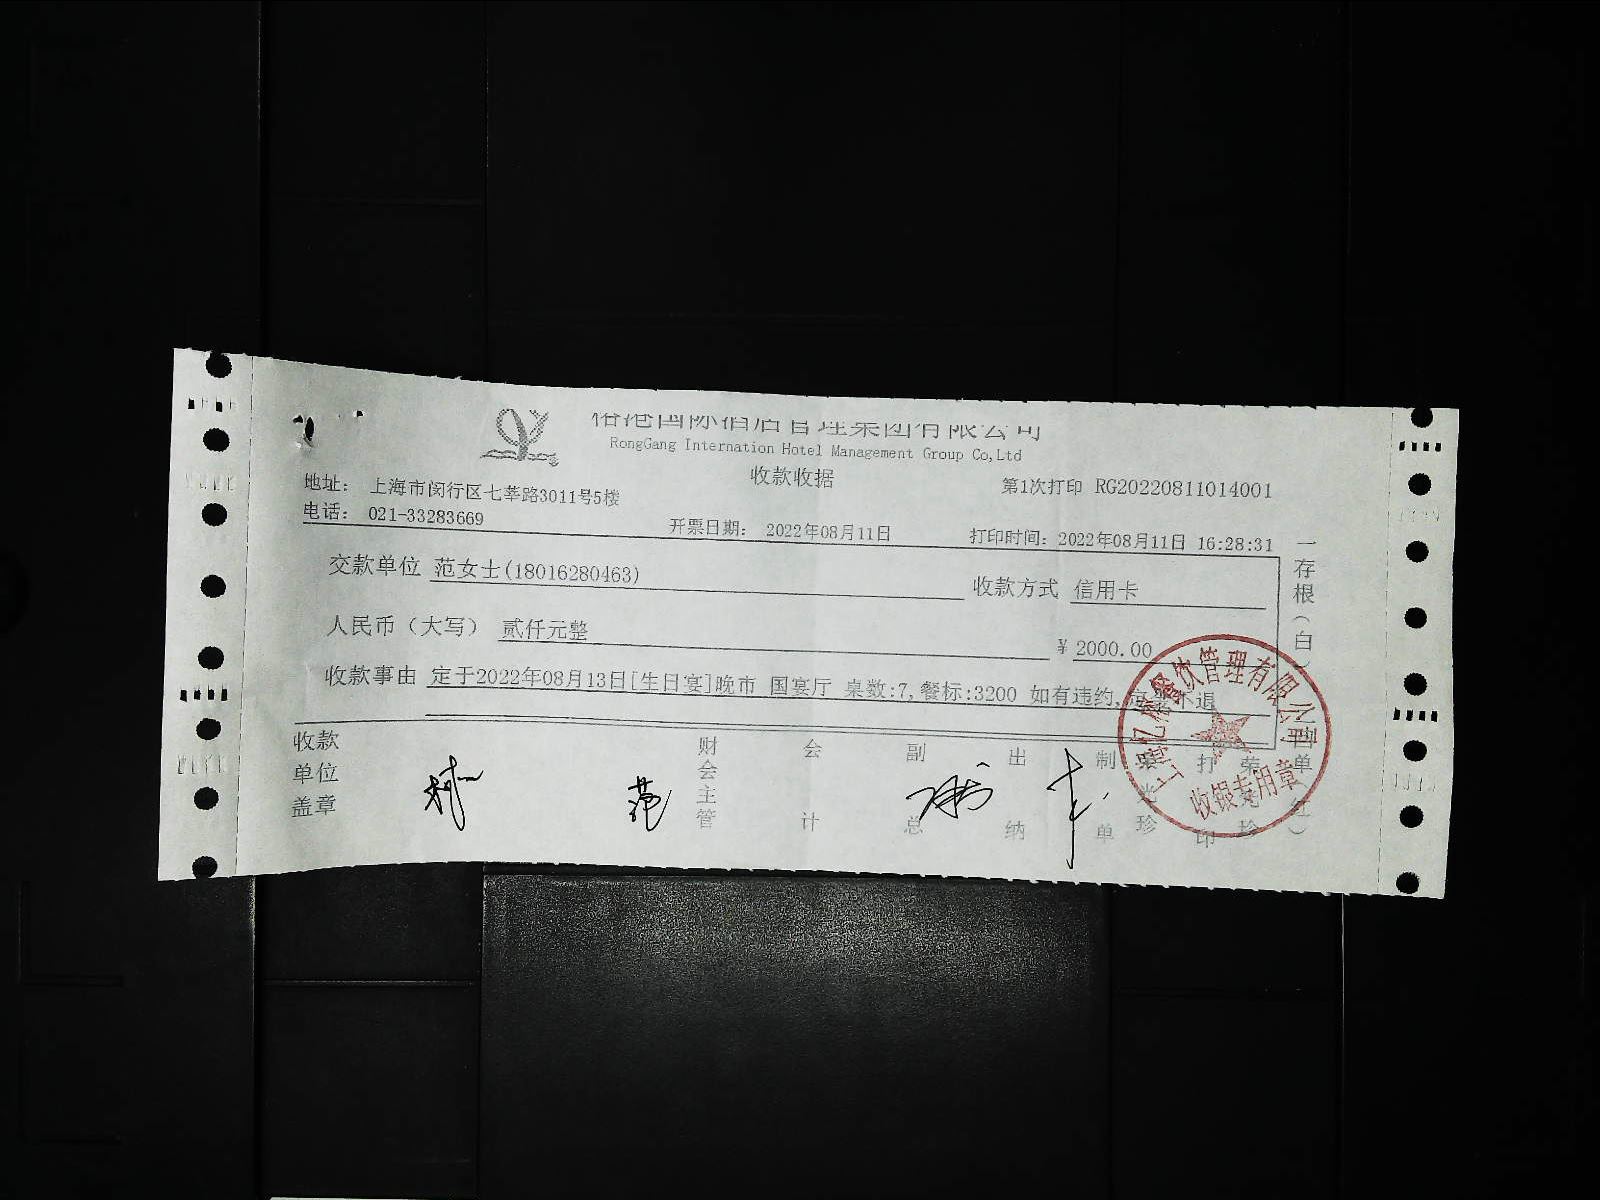 榕港国际酒店管理集团有限公司
RongGang Internation Hotel Management Group Co,Ltd
收款收据
地址： 上海市闵行区七莘路3011号5楼
第1次打印 RG20220811014001
电话： 021-33283669
开票日期： 2022年08月11日
打印时间：2022年08月11日 16:28:31
交款单位 范女士(18016280463)
收款方式 信用卡
人民币（大写） 贰仟元整
¥ 2000.00
收款事由 定于2022年08月13日[生日宴]晚市 国宴厅 桌数:7,餐标:3200 如有违约,定金不退
收款单位盖章
财会主管
会计
副总
出纳
制单
打印
一存根（白）
餐饮管理有限公司
收银专用章
范